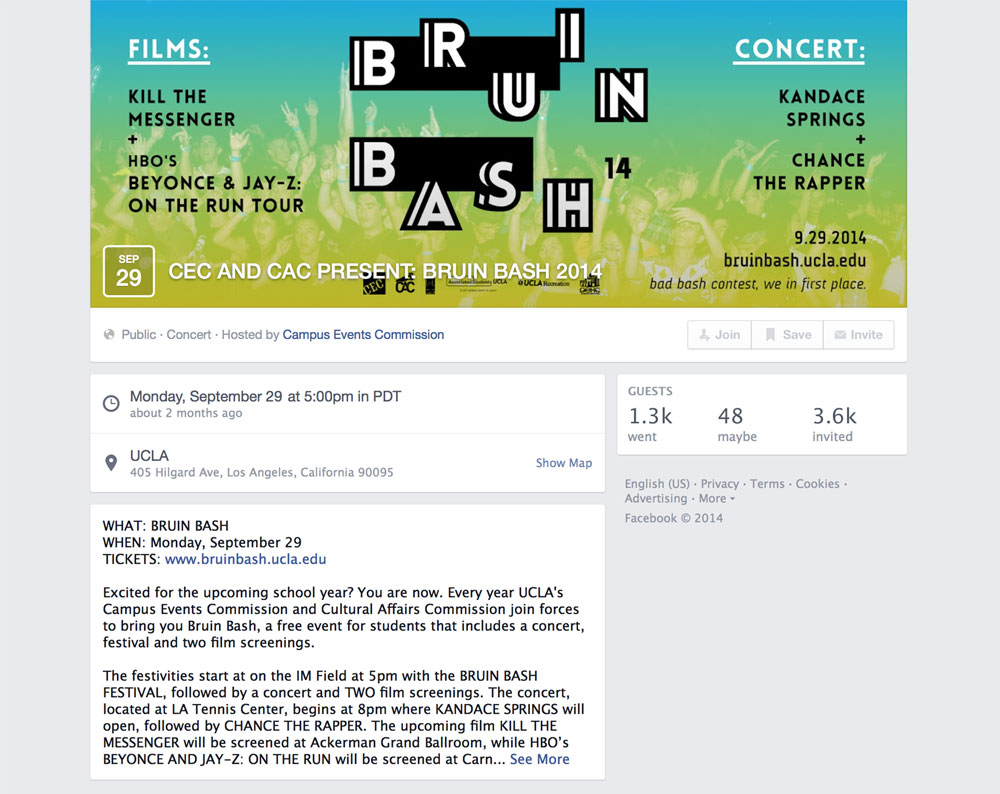 FILMS:
KILL THE
MESSENGER
+
HBO'S
BEYONCE & JAY-Z:
ON THE RUN TOUR
BRUIN
BASH 14
CONCERT:
KANDACE
SPRINGS
+
CHANCE
THE RAPPER
9.29.2014
bruinbash.ucla.edu
bad bash contest, we in first place.
SEP
29
CEC AND CAC PRESENT: BRUIN BASH 2014
CEC
CAC
Associated Students UCLA
UCLA Recreation
Public · Concert · Hosted by Campus Events Commission
Join
Save
Invite
Monday, September 29 at 5:00pm in PDT
about 2 months ago
UCLA
405 Hilgard Ave, Los Angeles, California 90095
Show Map
GUESTS
1.3k 48 3.6k
went maybe invited
English (US) · Privacy · Terms · Cookies ·
Advertising · More
Facebook © 2014
WHAT: BRUIN BASH
WHEN: Monday, September 29
TICKETS: www.bruinbash.ucla.edu
Excited for the upcoming school year? You are now. Every year UCLA's
Campus Events Commission and Cultural Affairs Commission join forces
to bring you Bruin Bash, a free event for students that includes a concert,
festival and two film screenings.
The festivities start at on the IM Field at 5pm with the BRUIN BASH
FESTIVAL, followed by a concert and TWO film screenings. The concert,
located at LA Tennis Center, begins at 8pm where KANDACE SPRINGS will
open, followed by CHANCE THE RAPPER. The upcoming film KILL THE
MESSENGER will be screened at Ackerman Grand Ballroom, while HBO's
BEYONCE AND JAY-Z: ON THE RUN will be screened at Carn... See More